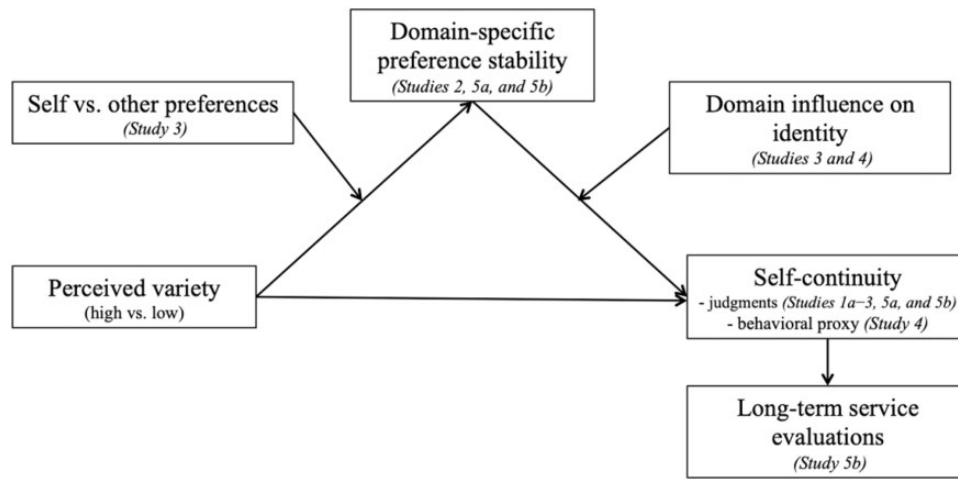 Domain-specific
preference stability
(Studies 2, 5a, and 5b)
Self vs. other preferences
(Study 3)
Domain influence on
identity
(Studies 3 and 4)
Perceived variety
(high vs. low)
Self-continuity
- judgments (Studies 1a–3, 5a, and 5b)
- behavioral proxy (Study 4)
Long-term service
evaluations
(Study 5b)